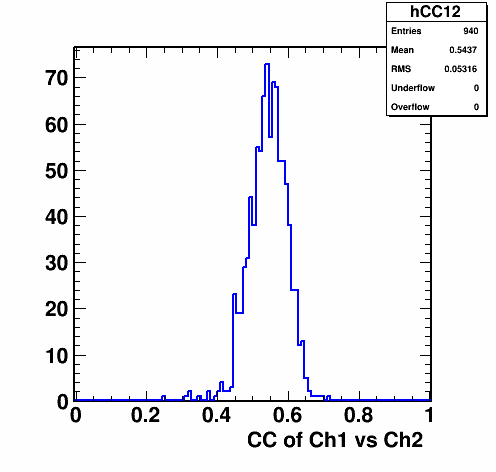 hCC12
Entries 940
Mean 0.5437
RMS 0.05316
Underflow 0
Overflow 0
70
60
50
40
30
20
10
0
0 0.2 0.4 0.6 0.8 1
CC of Ch1 vs Ch2